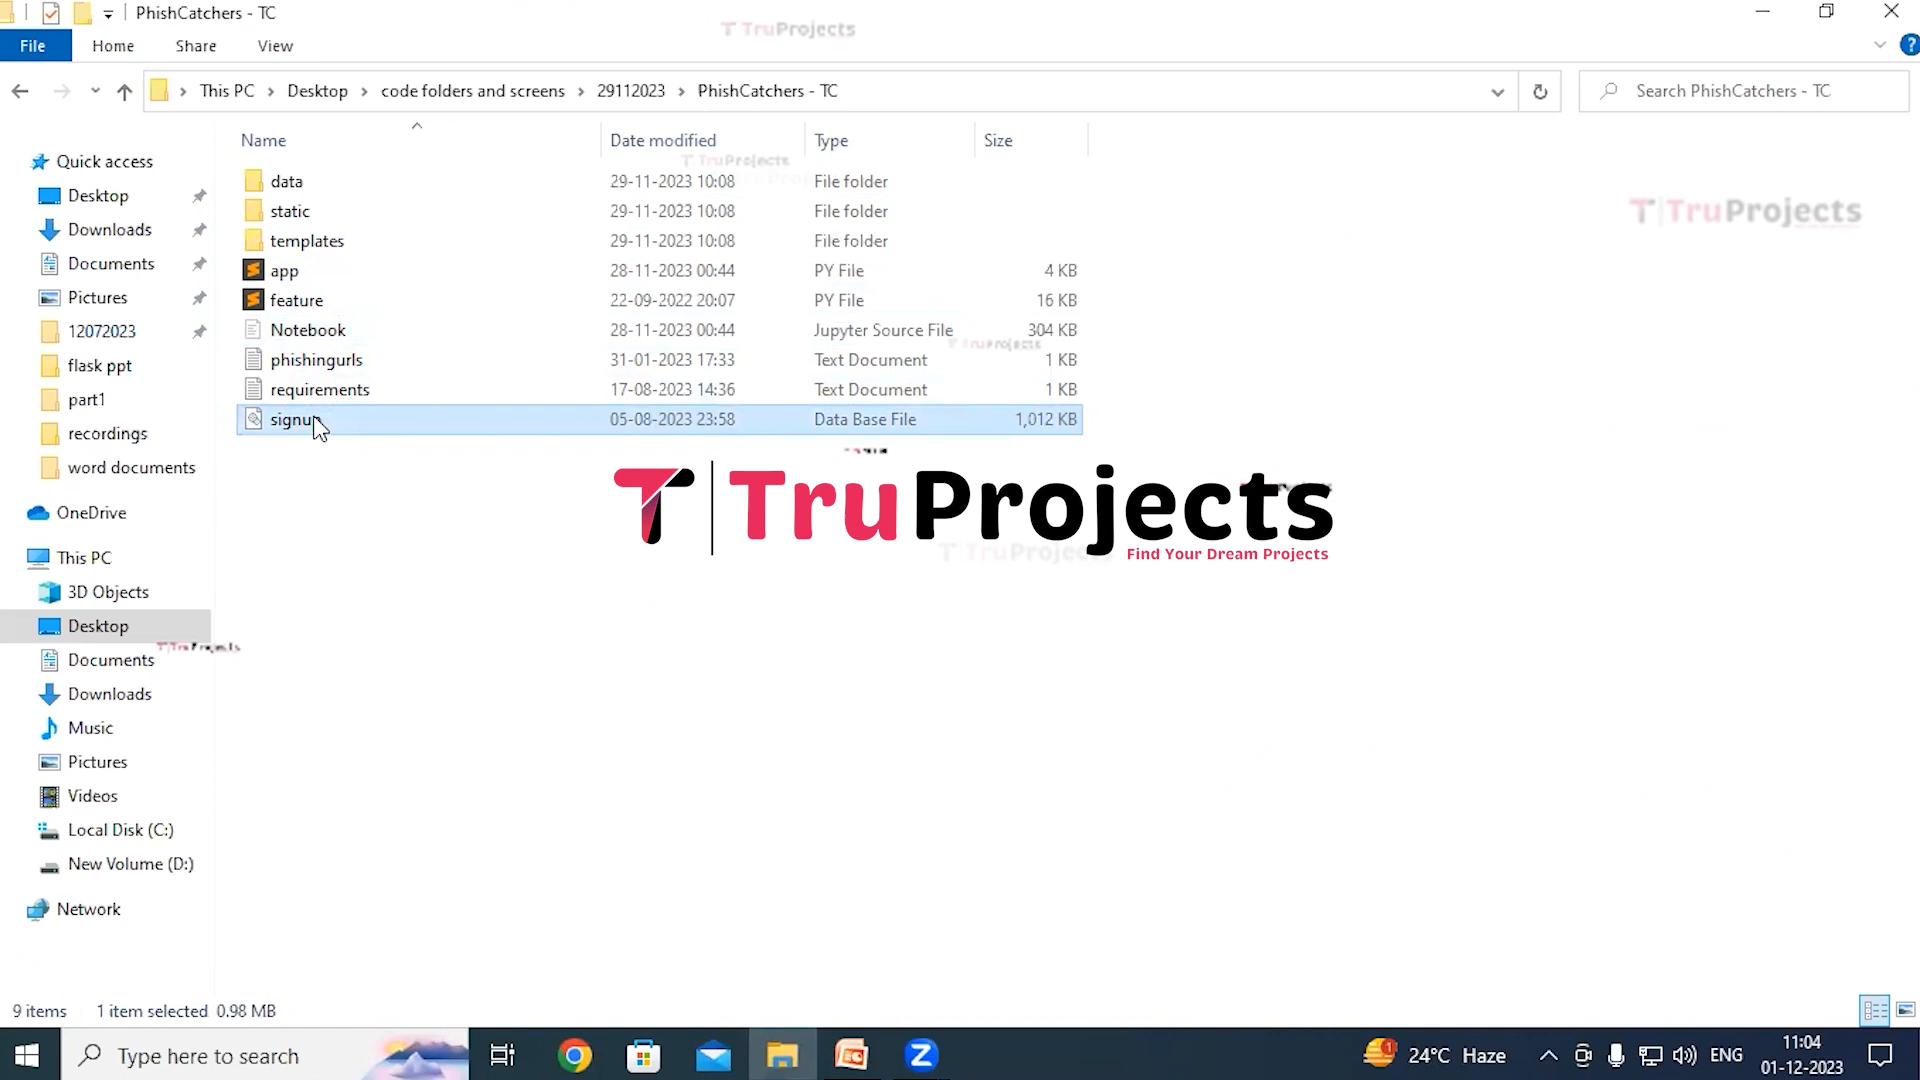 PhishCatchers - TC
TruProjects
File Home Share View
This PC Desktop code folders and screens 29112023 PhishCatchers - TC
Search PhishCatchers - TC
Name Date modified Type Size
TruProjects
Quick access
Desktop
Downloads
Documents
Pictures
12072023
flask ppt
part1
recordings
word documents
OneDrive
This PC
3D Objects
Desktop
Documents
Downloads
Music
Pictures
Videos
Local Disk (C:)
New Volume (D:)
Network
data 29-11-2023 10:08 File folder
static 29-11-2023 10:08 File folder
templates 29-11-2023 10:08 File folder
app 28-11-2023 00:44 PY File 4 KB
feature 22-09-2022 20:07 PY File 16 KB
Notebook 28-11-2023 00:44 Jupyter Source File 304 KB
phishingurls 31-01-2023 17:33 Text Document 1 KB
requirements 17-08-2023 14:36 Text Document 1 KB
signup 05-08-2023 23:58 Data Base File 1,012 KB
TruProjects
TruProjects
TruProjects
Find Your Dream Projects
TruProjects
TruProjects
9 items 1 item selected 0.98 MB
Type here to search
24°C Haze
ENG
11:04
01-12-2023